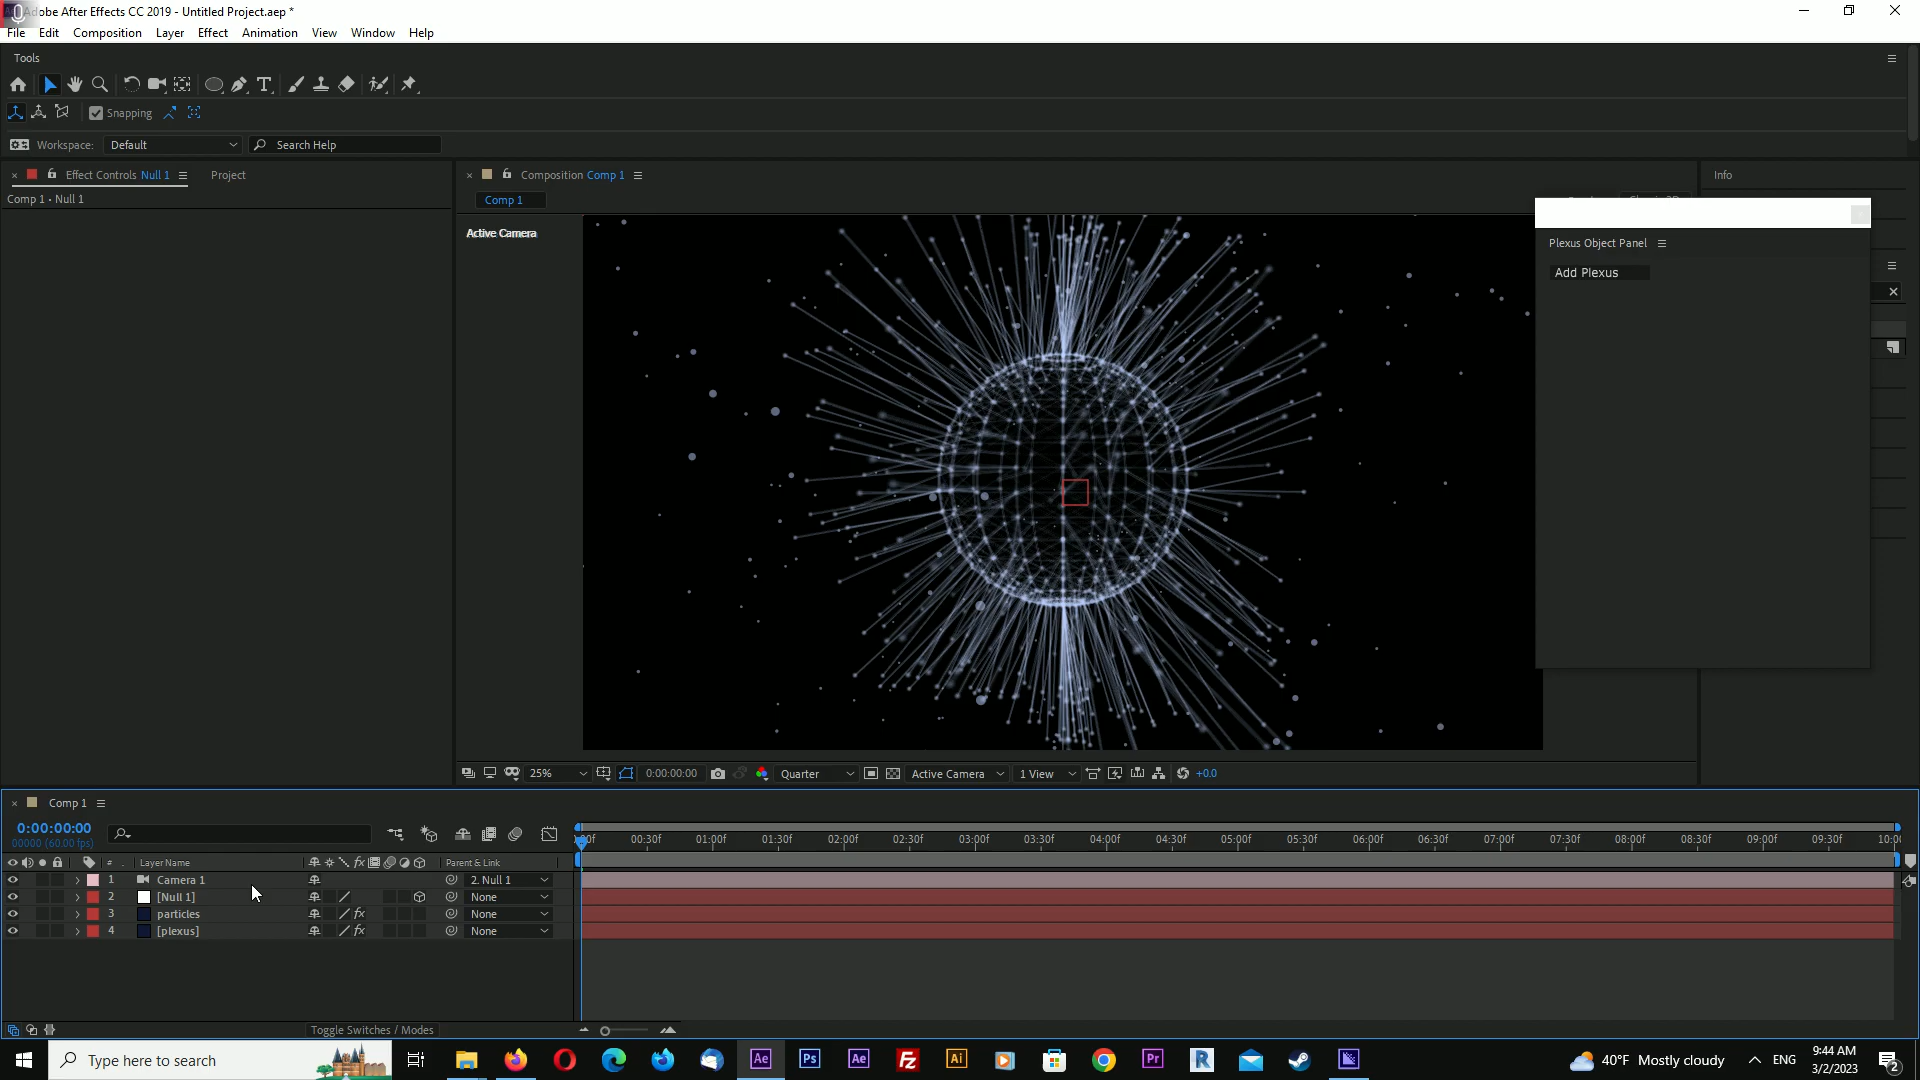 Adobe After Effects CC 2019 - Untitled Project.aep *
File Edit Composition Layer Effect Animation View Window Help
Tools
Snapping
Workspace: Default Search Help
Effect Controls Null 1 Project
Comp 1 • Null 1
Composition Comp 1
Comp 1
Active Camera
Info
Plexus Object Panel
Add Plexus
25% 0:00:00:00 Quarter Active Camera 1 View +0.0
Comp 1
0:00:00:00
00000 (60.00 fps)
00:30f 01:00f 01:30f 02:00f 02:30f 03:00f 03:30f 04:00f 04:30f 05:00f 05:30f 06:00f 06:30f 07:00f 07:30f 08:00f 08:30f 09:00f 09:30f
# Layer Name Parent & Link
1 Camera 1 2. Null 1
2 [Null 1] None
3 particles fx None
4 [plexus] fx None
Toggle Switches / Modes
Type here to search
40°F Mostly cloudy ENG
9:44 AM
3/2/2023
2